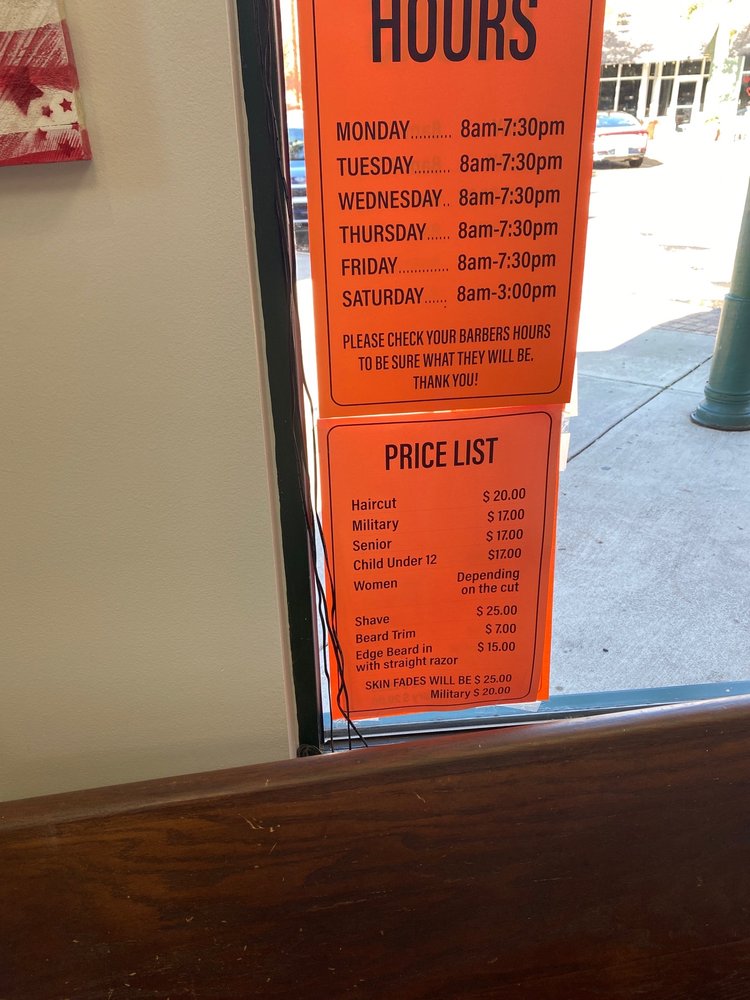 HOURS
MONDAY.......... 8am-7:30pm
TUESDAY......... 8am-7:30pm
WEDNESDAY.. 8am-7:30pm
THURSDAY...... 8am-7:30pm
FRIDAY............. 8am-7:30pm
SATURDAY...... 8am-3:00pm
PLEASE CHECK YOUR BARBERS HOURS
TO BE SURE WHAT THEY WILL BE.
THANK YOU!
PRICE LIST
Haircut $ 20.00
Military $ 17.00
Senior $ 17.00
Child Under 12 $17.00
Women Depending
on the cut
Shave $ 25.00
Beard Trim $ 7.00
Edge Beard in $ 15.00
with straight razor
SKIN FADES WILL BE $ 25.00
Military $ 20.00